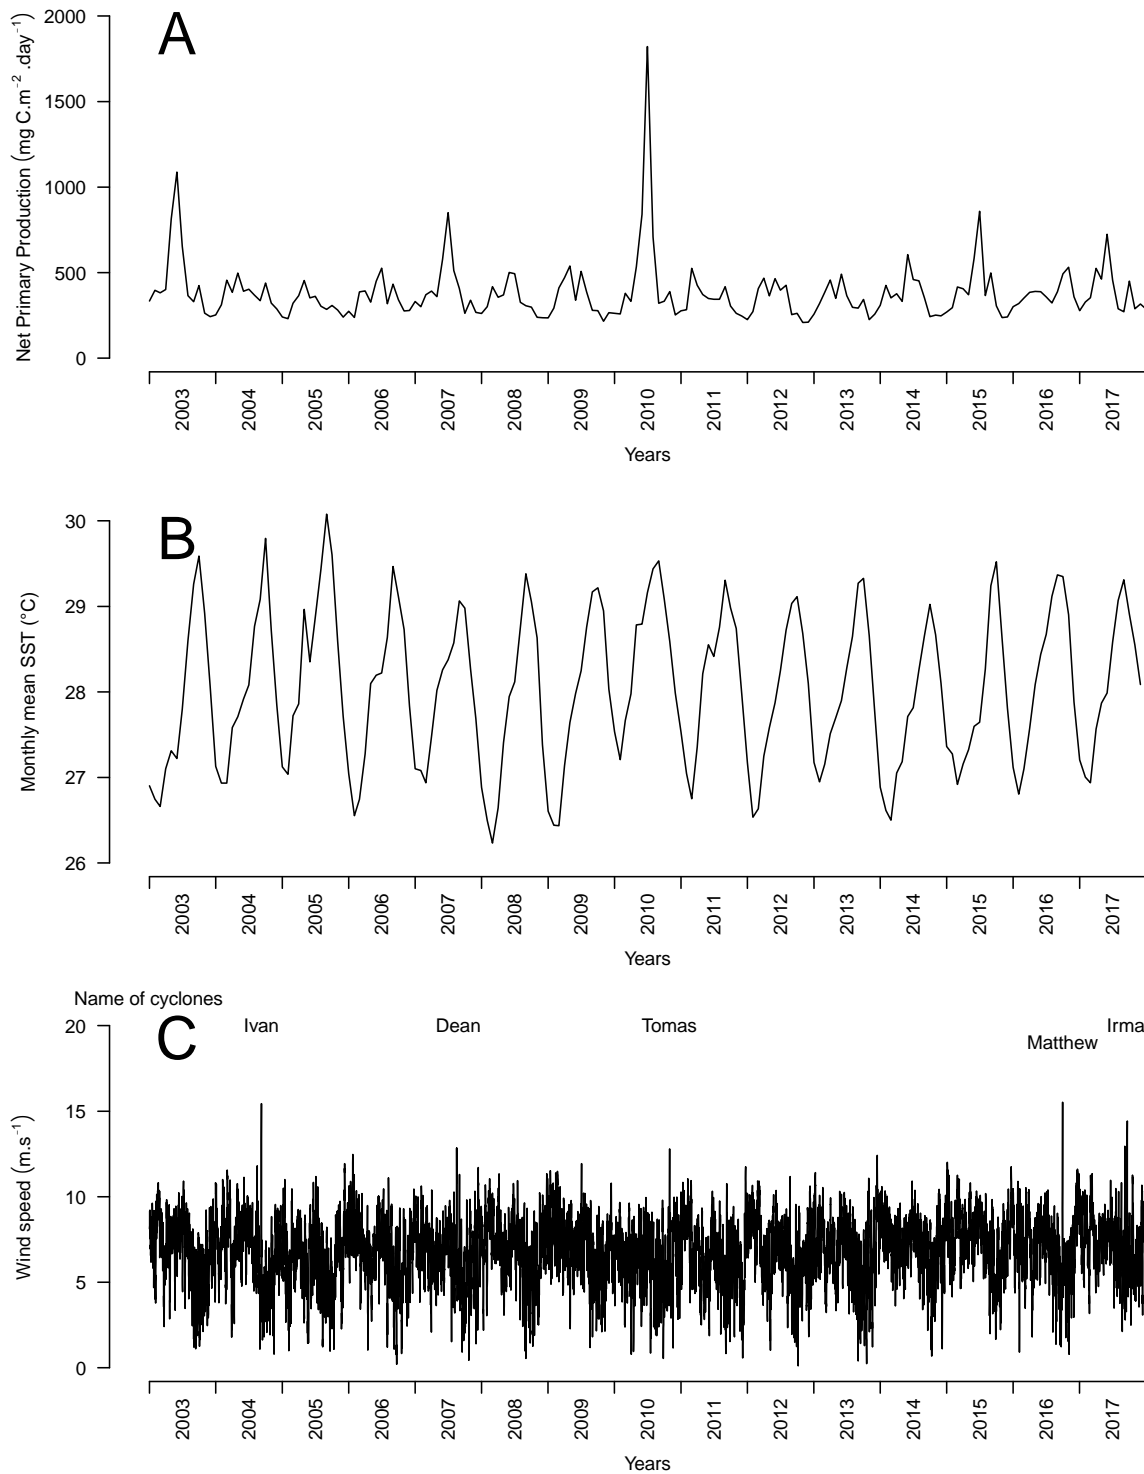 A
Net Primary Production (mg C.m⁻² .day⁻¹)
2000
1500
1000
500
0
2003 2004 2005 2006 2007 2008 2009 2010 2011 2012 2013 2014 2015 2016 2017
Years
B
Monthly mean SST (°C)
30
29
28
27
26
2003 2004 2005 2006 2007 2008 2009 2010 2011 2012 2013 2014 2015 2016 2017
Years
Name of cyclones
C
Ivan Dean Tomas Irma
Matthew
Wind speed (m.s⁻¹)
20
15
10
5
0
2003 2004 2005 2006 2007 2008 2009 2010 2011 2012 2013 2014 2015 2016 2017
Years